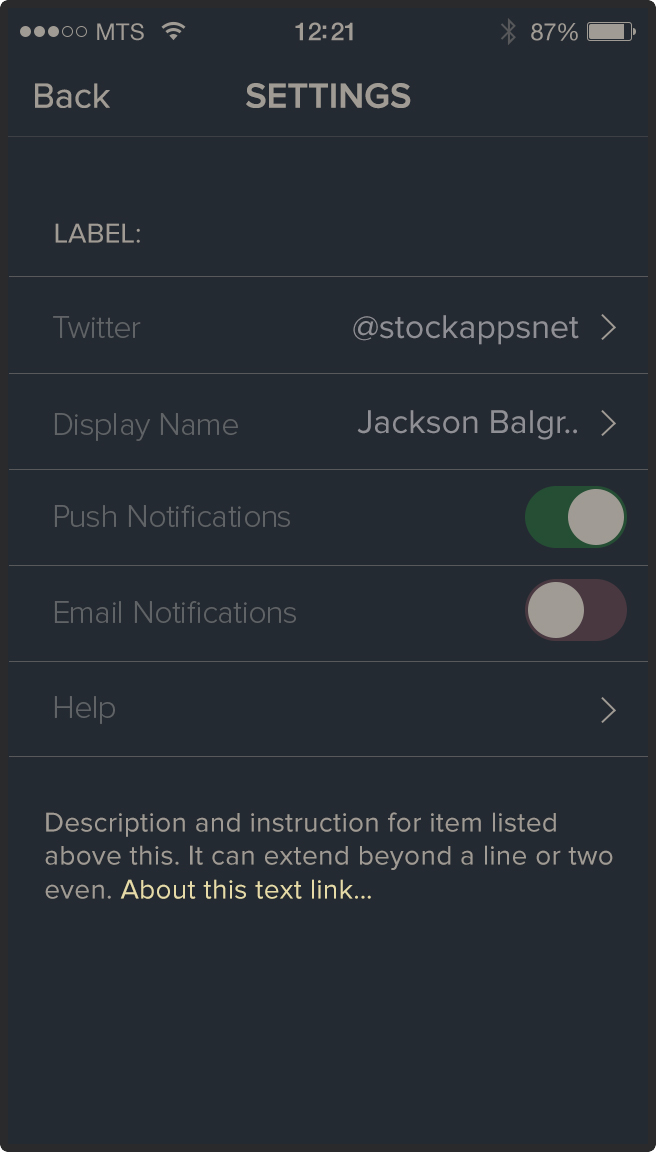 MTS 12:21 87%
Back SETTINGS
LABEL:
Twitter @stockappsnet
Display Name Jackson Balgr..
Push Notifications
Email Notifications
Help
Description and instruction for item listed
above this. It can extend beyond a line or two
even. About this text link...